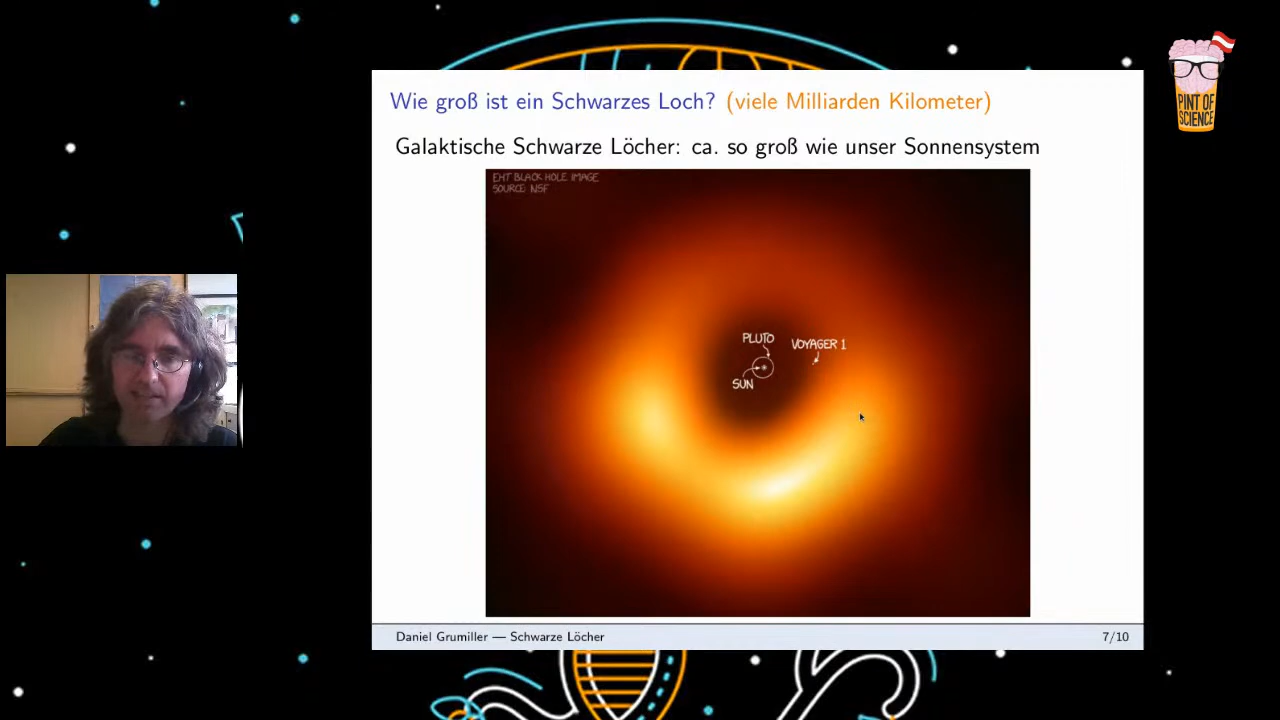 Wie groß ist ein Schwarzes Loch? (viele Milliarden Kilometer)
Galaktische Schwarze Löcher: ca. so groß wie unser Sonnensystem
EHT BLACK HOLE IMAGE
SOURCE: NSF
PLUTO
VOYAGER 1
SUN
Daniel Grumiller — Schwarze Löcher
7/10
PINT OF
SCIENCE